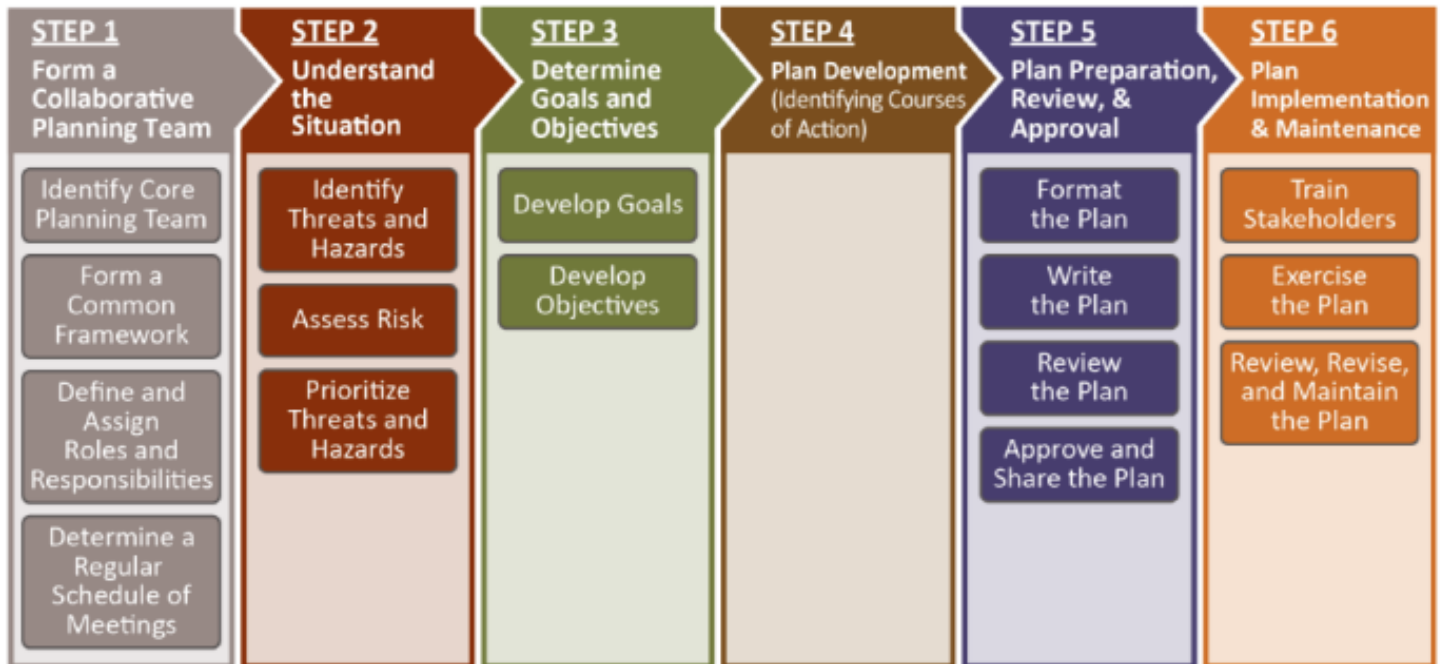 STEP 1
Form a
Collaborative
Planning Team
Identify Core
Planning Team
Form a
Common
Framework
Define and
Assign
Roles and
Responsibilities
Determine a
Regular
Schedule of
Meetings
STEP 2
Understand
the
Situation
Identify
Threats and
Hazards
Assess Risk
Prioritize
Threats and
Hazards
STEP 3
Determine
Goals and
Objectives
Develop Goals
Develop
Objectives
STEP 4
Plan Development
(Identifying Courses
of Action)
STEP 5
Plan Preparation,
Review, &
Approval
Format
the Plan
Write
the Plan
Review
the Plan
Approve and
Share the Plan
STEP 6
Plan
Implementation
& Maintenance
Train
Stakeholders
Exercise
the Plan
Review, Revise,
and Maintain
the Plan